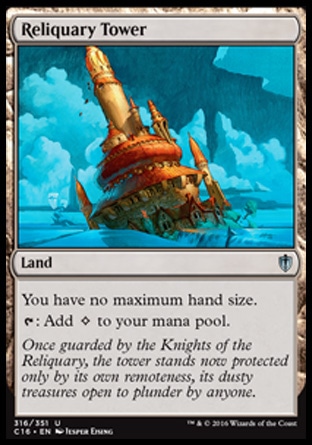 Reliquary Tower
Land
You have no maximum hand size.
: Add to your mana pool.
Once guarded by the Knights of the
Reliquary, the tower stands now protected
only by its own remoteness, its dusty
treasures open to plunder by anyone.
316/351 U
C16 • EN Jesper Ejsing
™ & © 2016 Wizards of the Coast